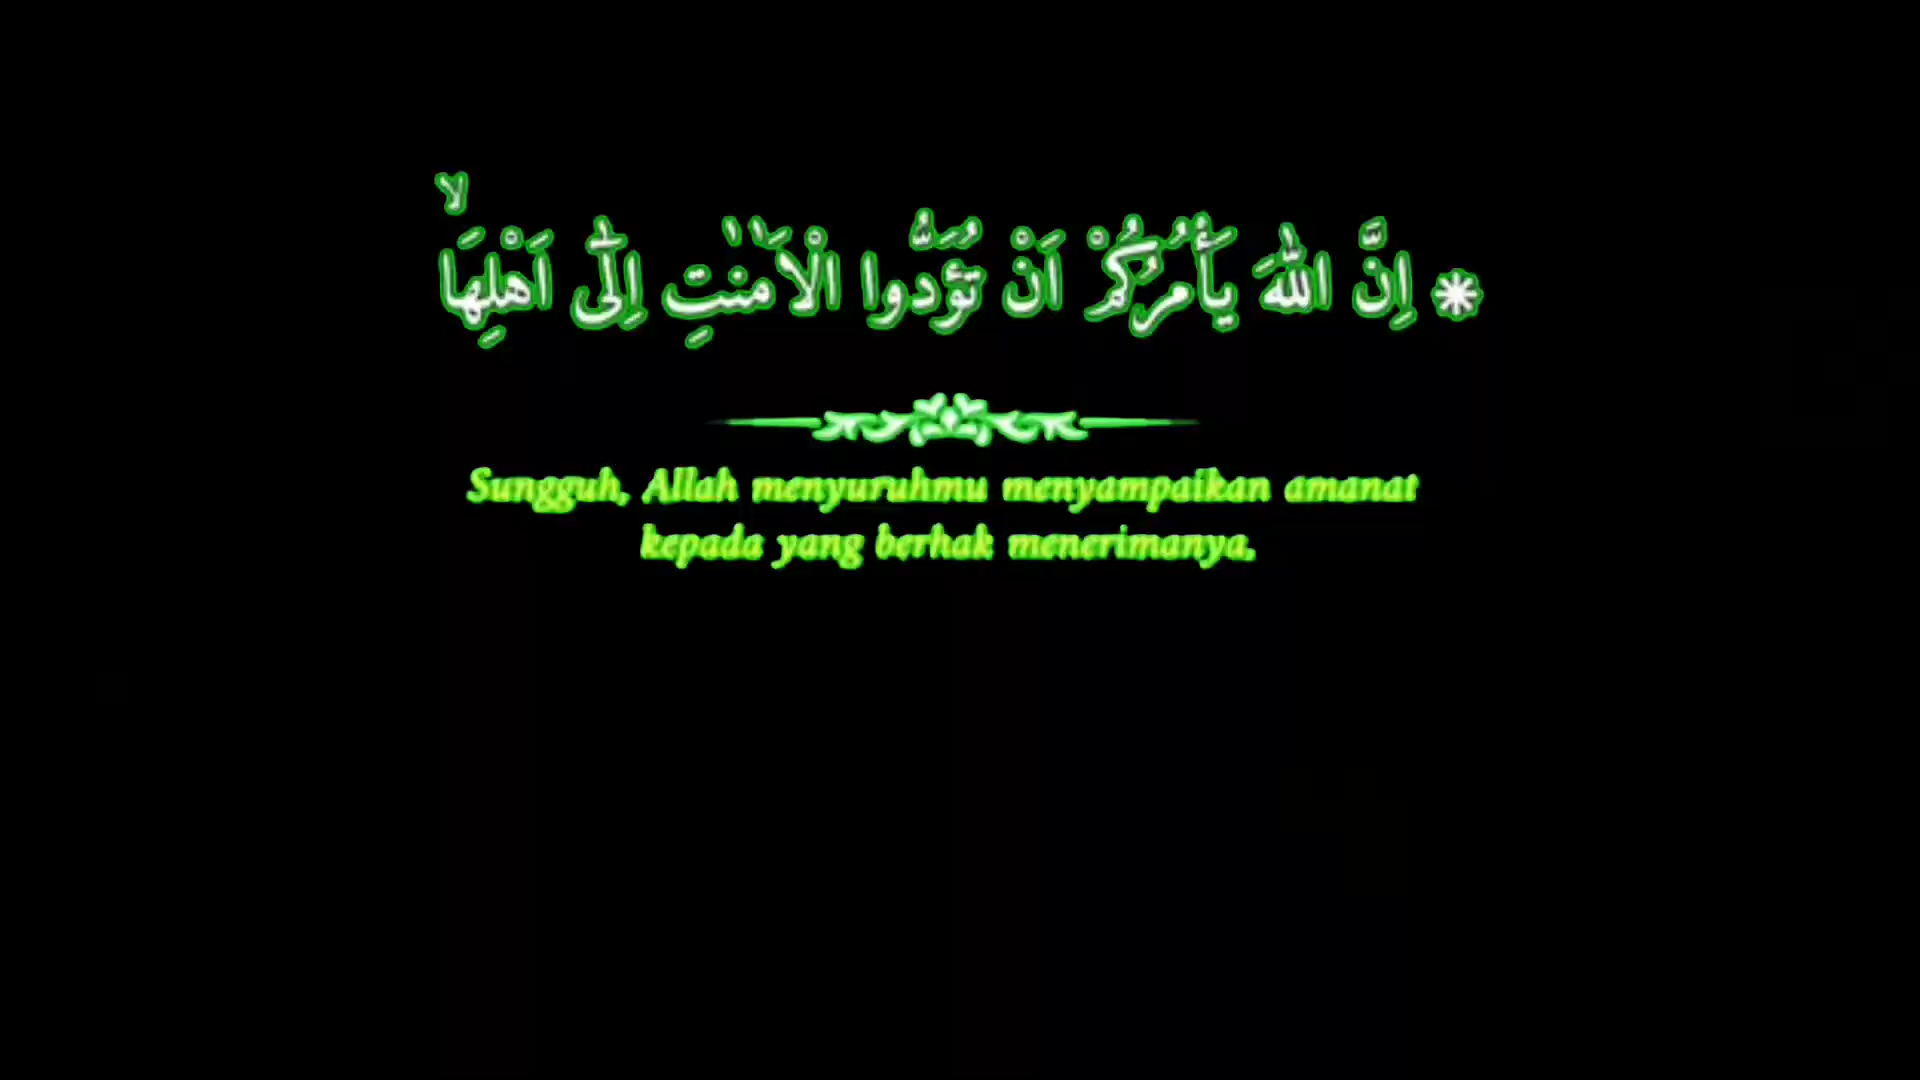 ۞ اِنَّ اللّٰهَ يَأْمُرُكُمْ اَنْ تُؤَدُّوا الْاَمٰنٰتِ اِلٰٓى اَهْلِهَاۙ
Sungguh, Allah menyuruhmu menyampaikan amanat
kepada yang berhak menerimanya,